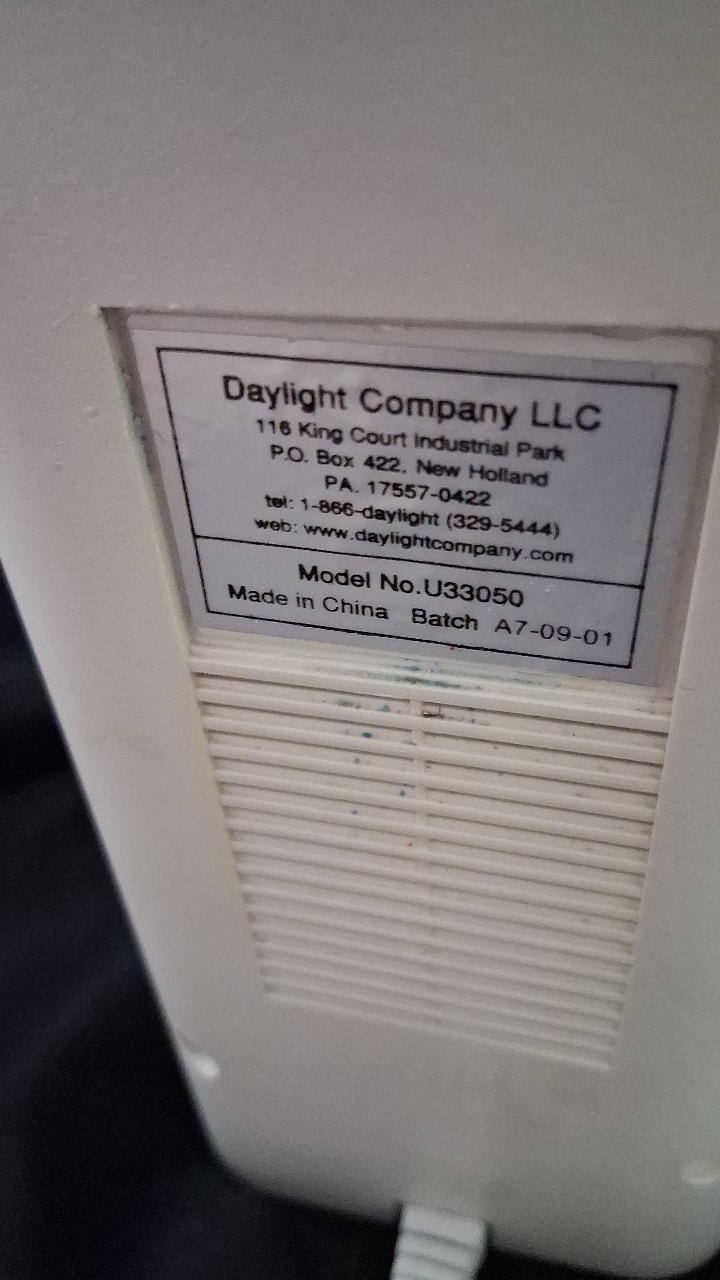 Daylight Company LLC
116 King Court Industrial Park
P.O. Box 422, New Holland
PA. 17557-0422
tel: 1-866-daylight (329-5444)
web: www.daylightcompany.com
Model No.U33050
Made in China Batch A7-09-01